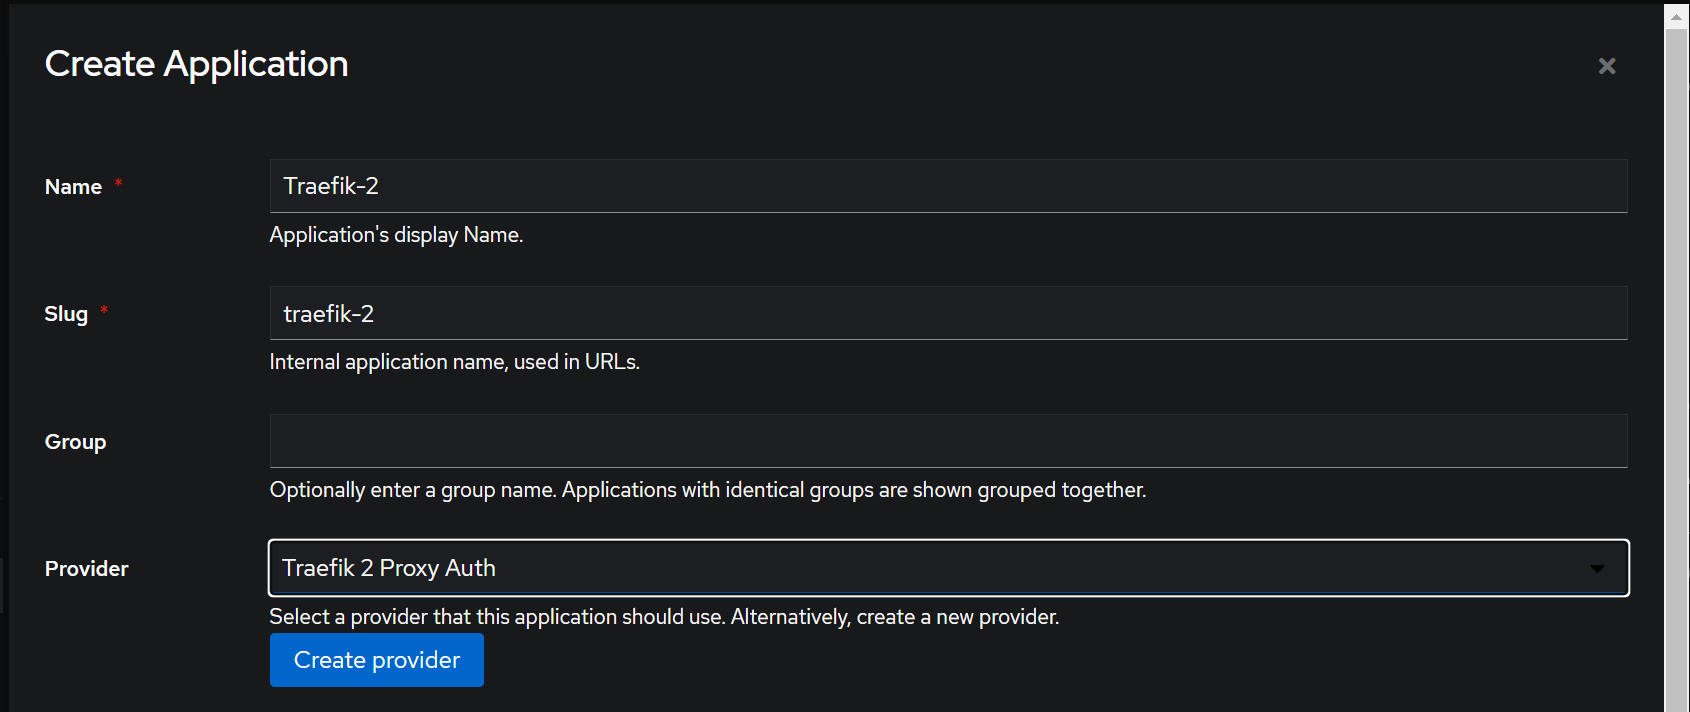 Create Application
Name *
Traefik-2
Application's display Name.
Slug *
traefik-2
Internal application name, used in URLs.
Group
Optionally enter a group name. Applications with identical groups are shown grouped together.
Provider
Traefik 2 Proxy Auth
Select a provider that this application should use. Alternatively, create a new provider.
Create provider